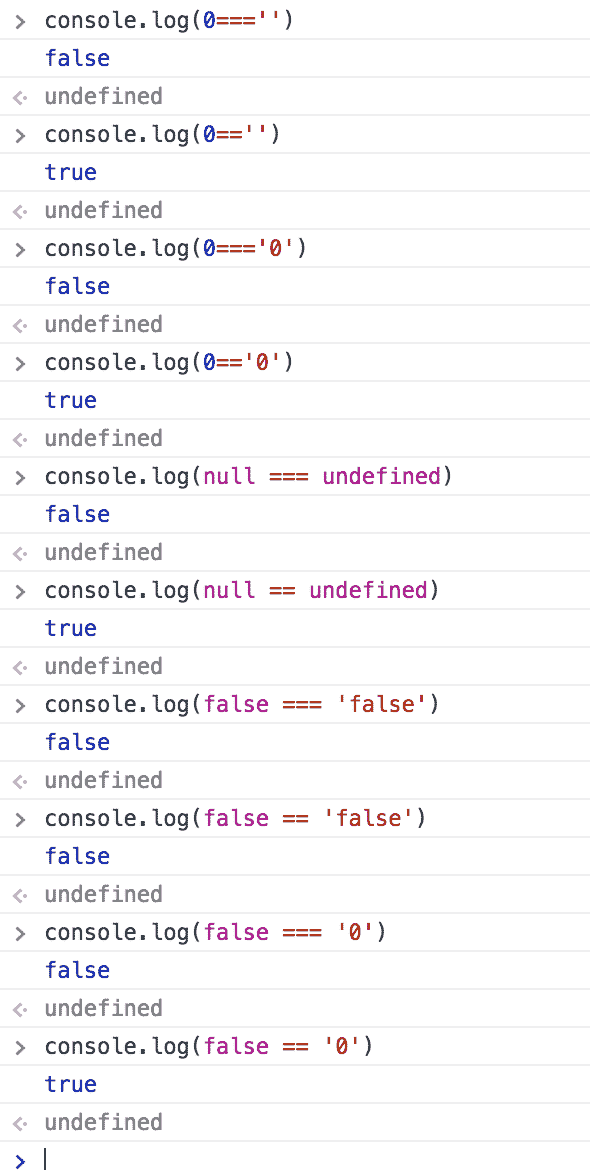 > console.log(0==='')
false
<· undefined
> console.log(0=='')
true
<· undefined
> console.log(0==='0')
false
<· undefined
> console.log(0=='0')
true
<· undefined
> console.log(null === undefined)
false
<· undefined
> console.log(null == undefined)
true
<· undefined
> console.log(false === 'false')
false
<· undefined
> console.log(false == 'false')
false
<· undefined
> console.log(false === '0')
false
<· undefined
> console.log(false == '0')
true
<· undefined
>